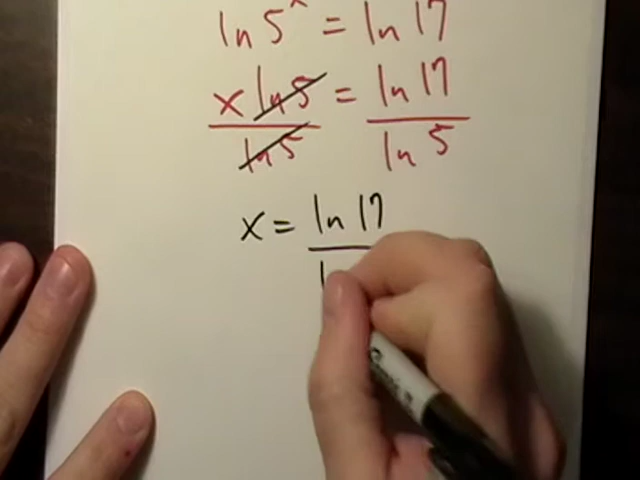 ln 5ˣ = ln 17
x ln 5 = ln 17
ln 5 ln 5
x = ln 17
l